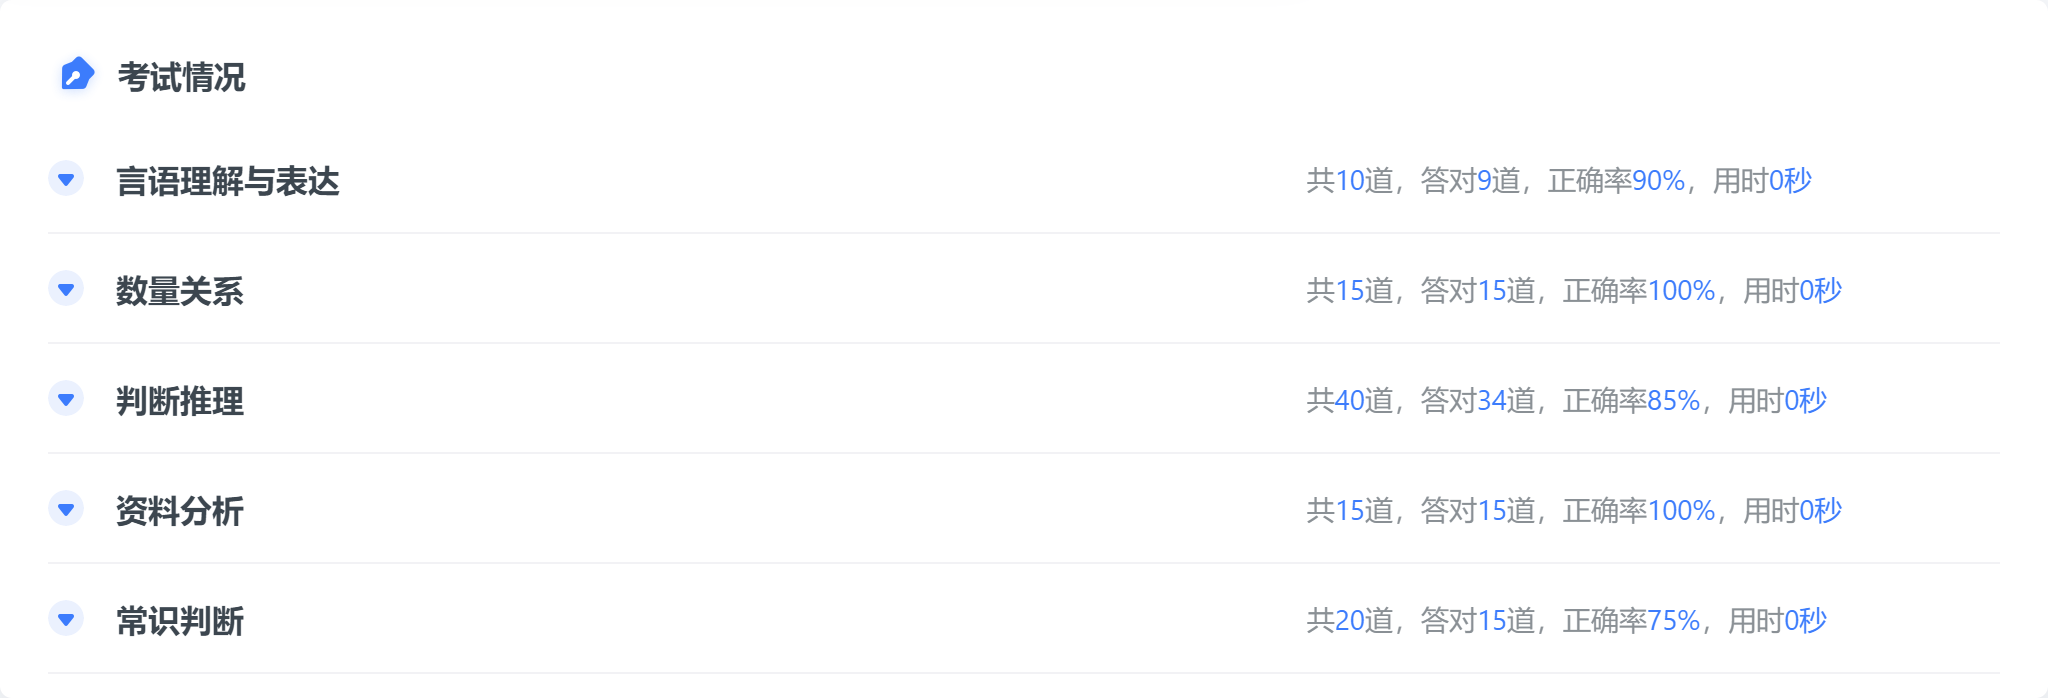 考试情况
言语理解与表达 共10道，答对9道，正确率90%，用时0秒
数量关系 共15道，答对15道，正确率100%，用时0秒
判断推理 共40道，答对34道，正确率85%，用时0秒
资料分析 共15道，答对15道，正确率100%，用时0秒
常识判断 共20道，答对15道，正确率75%，用时0秒